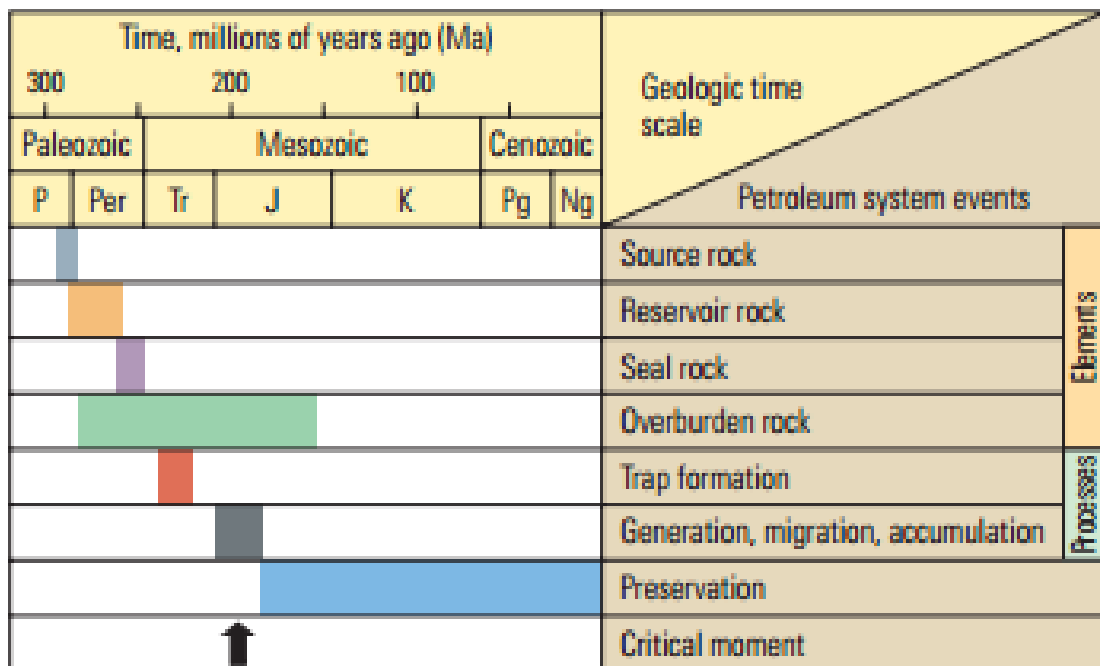 Time, millions of years ago (Ma)
300 200 100
Geologic time
scale
Paleozoic Mesozoic Cenozoic
P Per Tr J K Pg Ng
Petroleum system events
Source rock
Reservoir rock
Seal rock
Overburden rock
Elements
Trap formation
Generation, migration, accumulation
Processes
Preservation
Critical moment